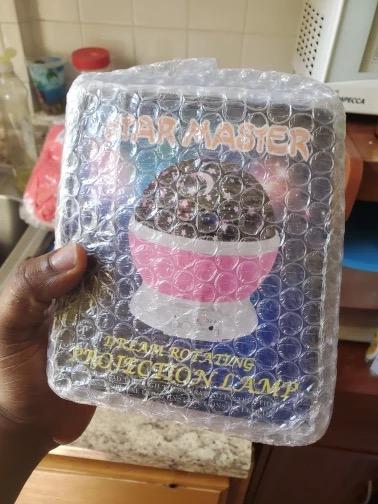 STAR MASTER
DREAM ROTATING
PROJECTION LAMP